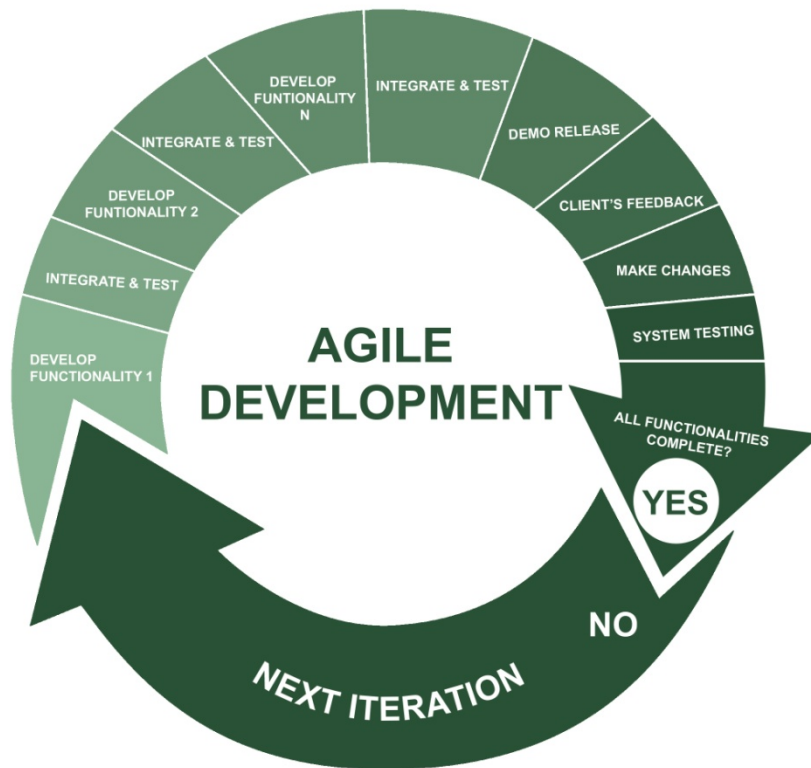 AGILE
DEVELOPMENT
DEVELOP
FUNCTIONALITY 1
INTEGRATE & TEST
DEVELOP
FUNTIONALITY 2
INTEGRATE & TEST
DEVELOP
FUNTIONALITY
N
INTEGRATE & TEST
DEMO RELEASE
CLIENT'S FEEDBACK
MAKE CHANGES
SYSTEM TESTING
ALL FUNCTIONALITIES
COMPLETE?
YES
NO
NEXT ITERATION